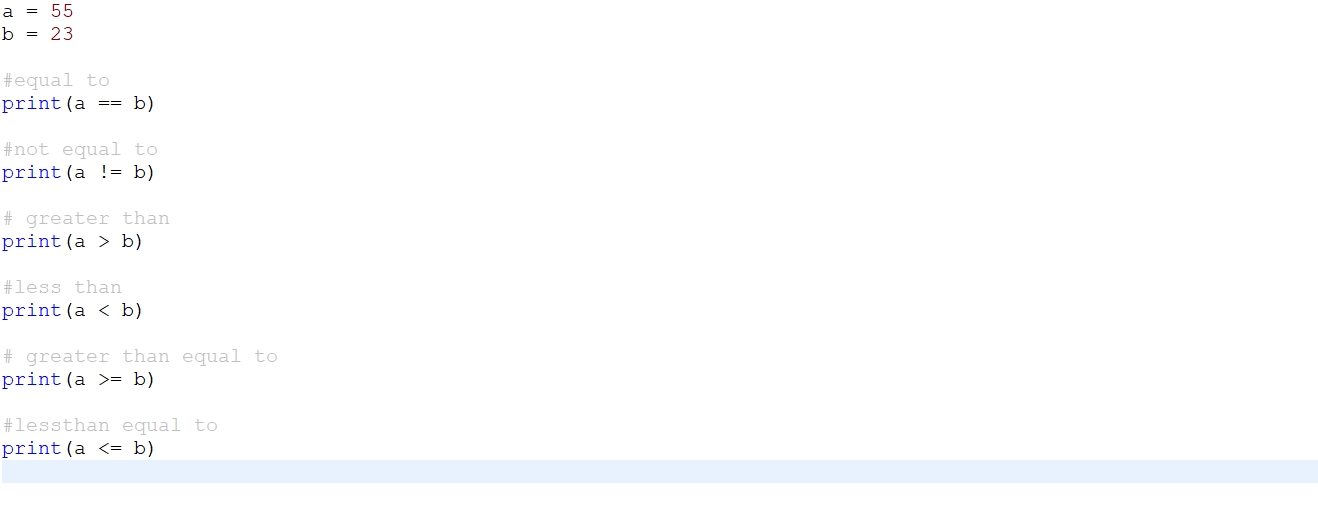 a = 55
b = 23
#equal to
print(a == b)
#not equal to
print(a != b)
# greater than
print(a > b)
#less than
print(a < b)
# greater than equal to
print(a >= b)
#lessthan equal to
print(a <= b)